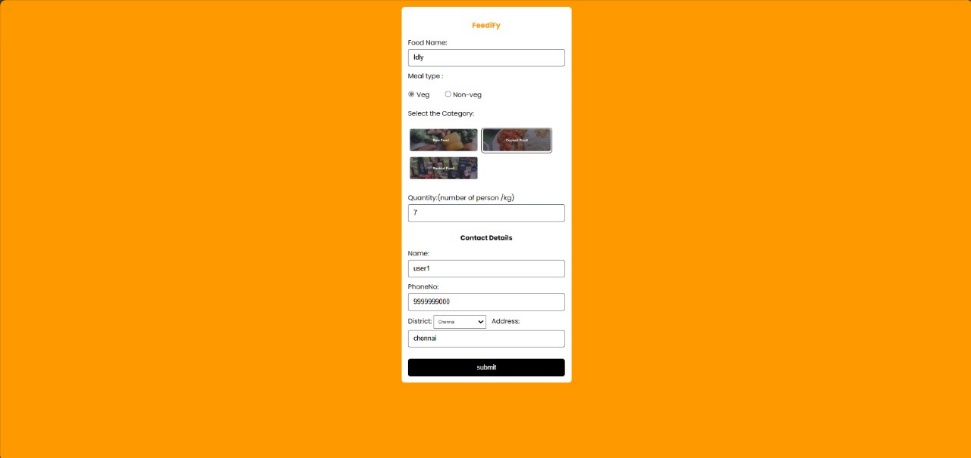 FeediFy
Food Name:
Idly
Meal type :
Veg Non-veg
Select the Category:
Raw Food Cooked Food
Packed Food
Quantity:(number of person /kg)
7
Contact Details
Name:
user1
PhoneNo:
9999999000
District: Chennai Address:
chennai
submit